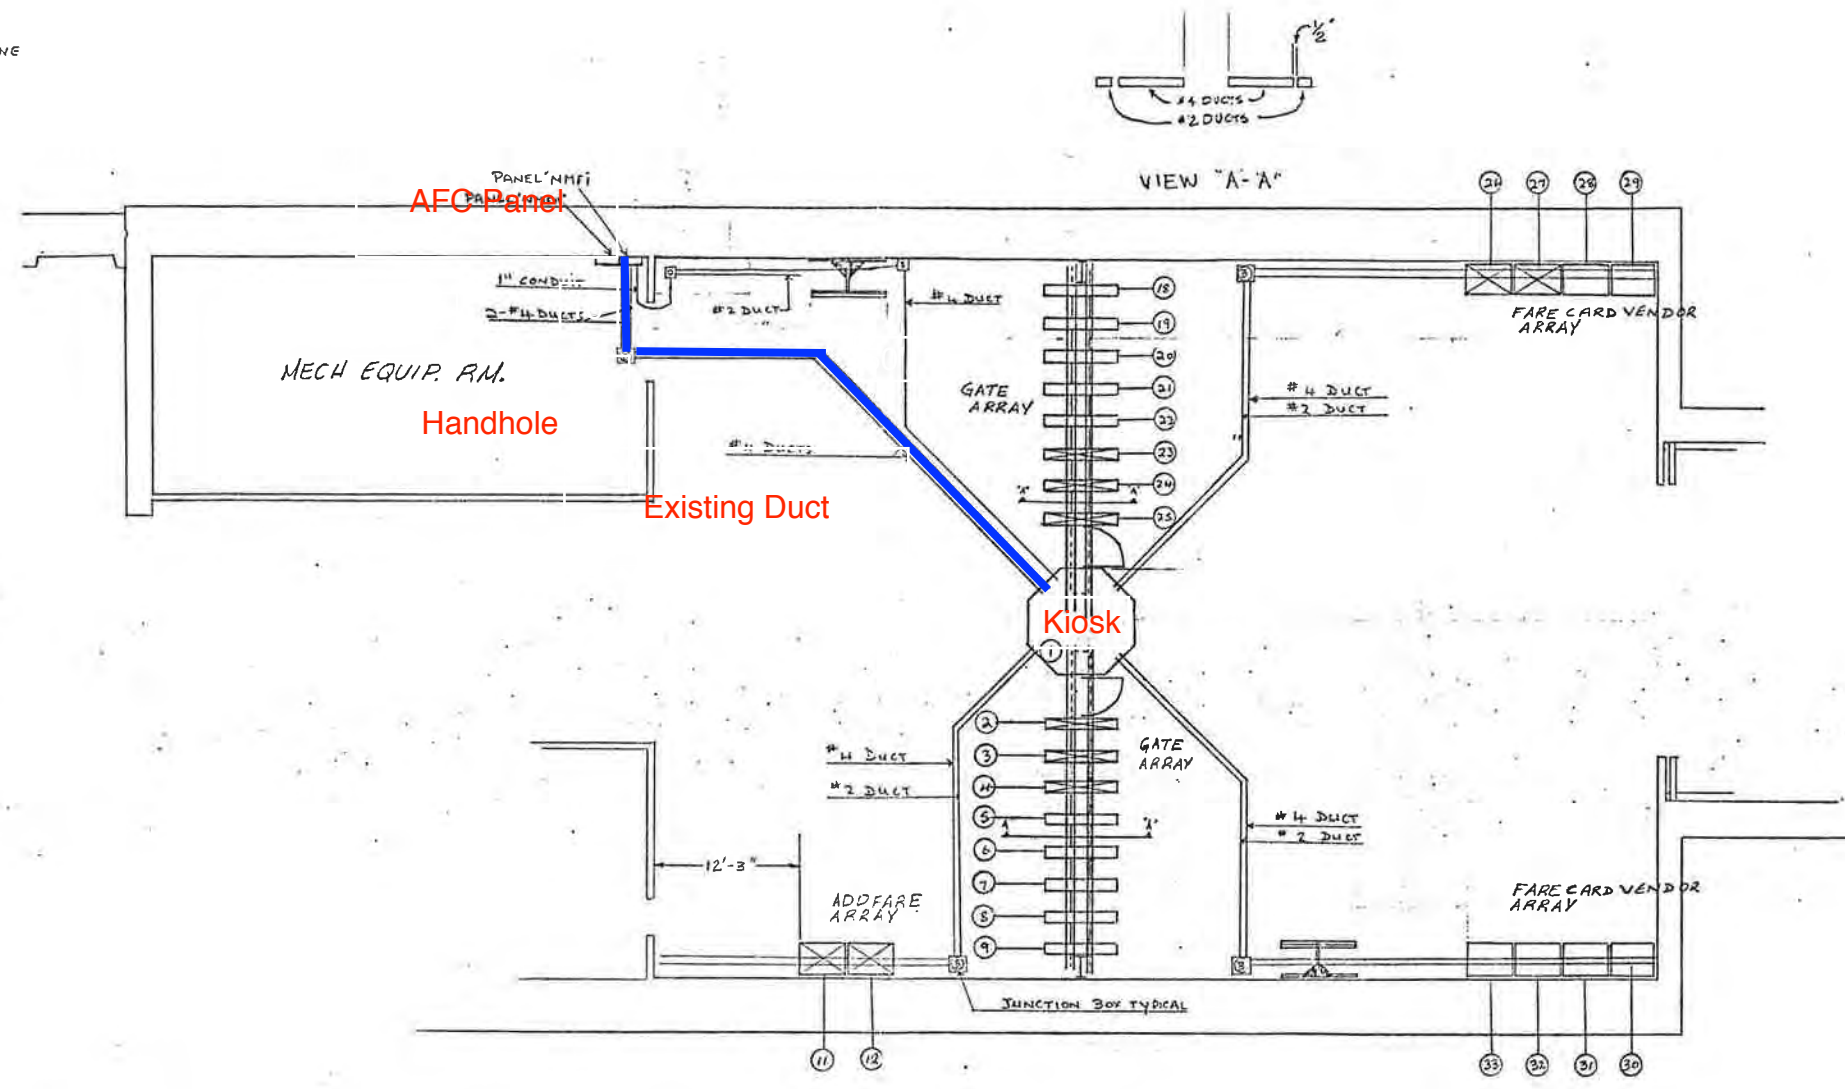 NE
1/2"
#4 DUCTS
#2 DUCTS
VIEW "A-A"
PANEL NMFI
AFC Panel
26
27
28
29
1" CONDUIT
2-#4 DUCTS
#2 DUCT
#4 DUCT
18
19
20
21
22
23
24
25
FARE CARD VENDOR
ARRAY
MECH EQUIP. RM.
GATE
ARRAY
# 4 DUCT
# 2 DUCT
Handhole
#4 DUCTS
"A"
"A"
Existing Duct
Kiosk
1
2
3
4
5
6
7
8
9
GATE
ARRAY
#4 DUCT
#2 DUCT
# 4 DUCT
# 2 DUCT
"A"
12'-3"
ADDFARE
ARRAY
FARE CARD VENDOR
ARRAY
JUNCTION BOX TYPICAL
11
12
33
32
31
30